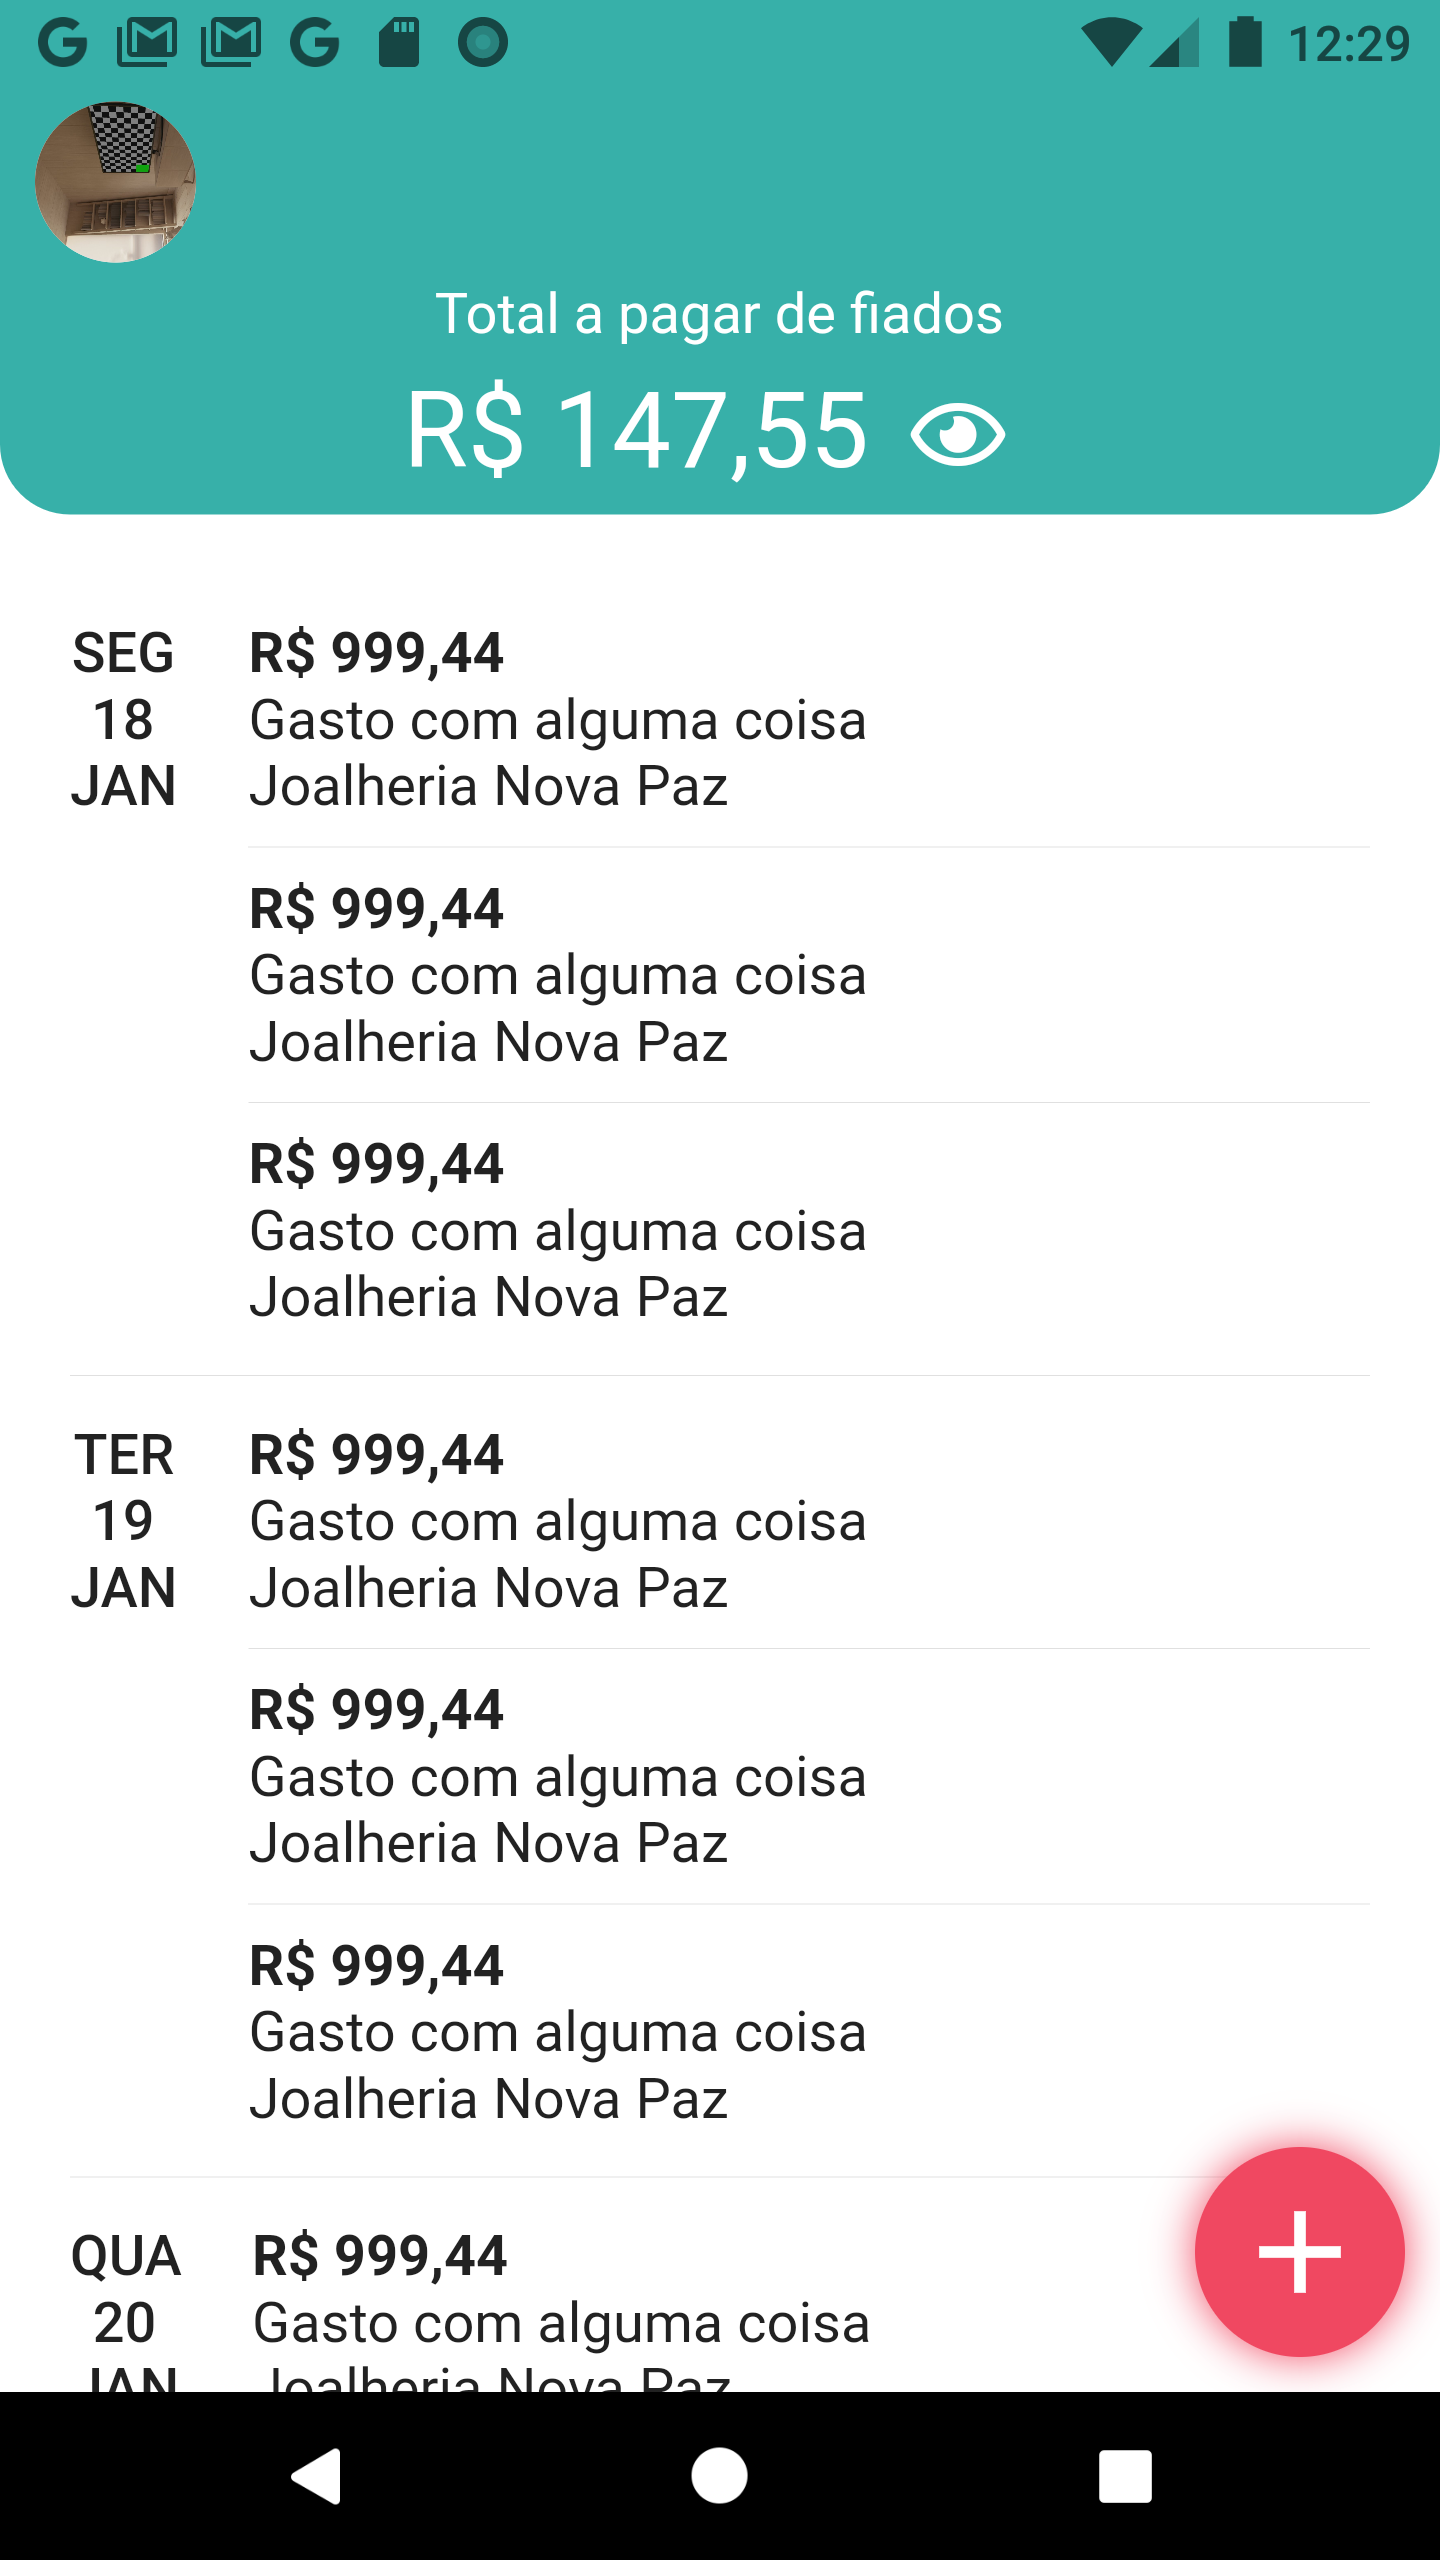 12:29
Total a pagar de fiados
R$ 147,55
SEG
18
JAN
R$ 999,44
Gasto com alguma coisa
Joalheria Nova Paz
R$ 999,44
Gasto com alguma coisa
Joalheria Nova Paz
R$ 999,44
Gasto com alguma coisa
Joalheria Nova Paz
TER
19
JAN
R$ 999,44
Gasto com alguma coisa
Joalheria Nova Paz
R$ 999,44
Gasto com alguma coisa
Joalheria Nova Paz
R$ 999,44
Gasto com alguma coisa
Joalheria Nova Paz
QUA
20
JAN
R$ 999,44
Gasto com alguma coisa
Joalheria Nova Paz